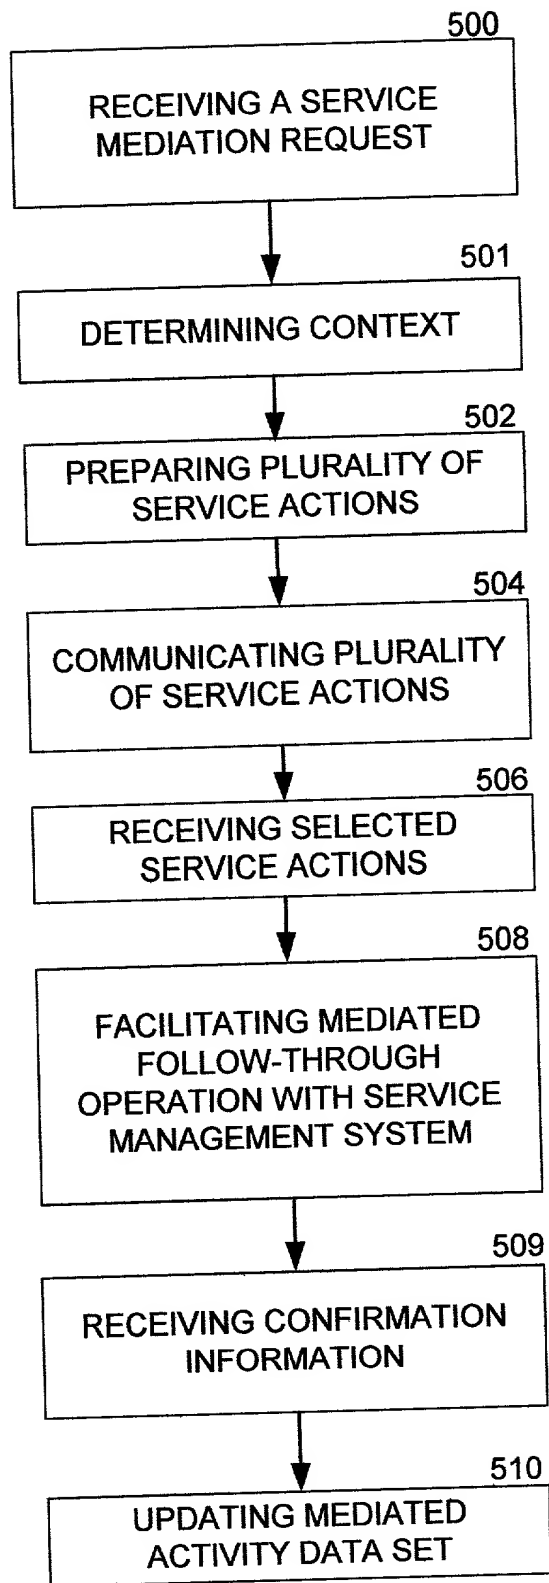 500
RECEIVING A SERVICE
MEDIATION REQUEST
501
DETERMINING CONTEXT
502
PREPARING PLURALITY OF
SERVICE ACTIONS
504
COMMUNICATING PLURALITY
OF SERVICE ACTIONS
506
RECEIVING SELECTED
SERVICE ACTIONS
508
FACILITATING MEDIATED
FOLLOW-THROUGH
OPERATION WITH SERVICE
MANAGEMENT SYSTEM
509
RECEIVING CONFIRMATION
INFORMATION
510
UPDATING MEDIATED
ACTIVITY DATA SET